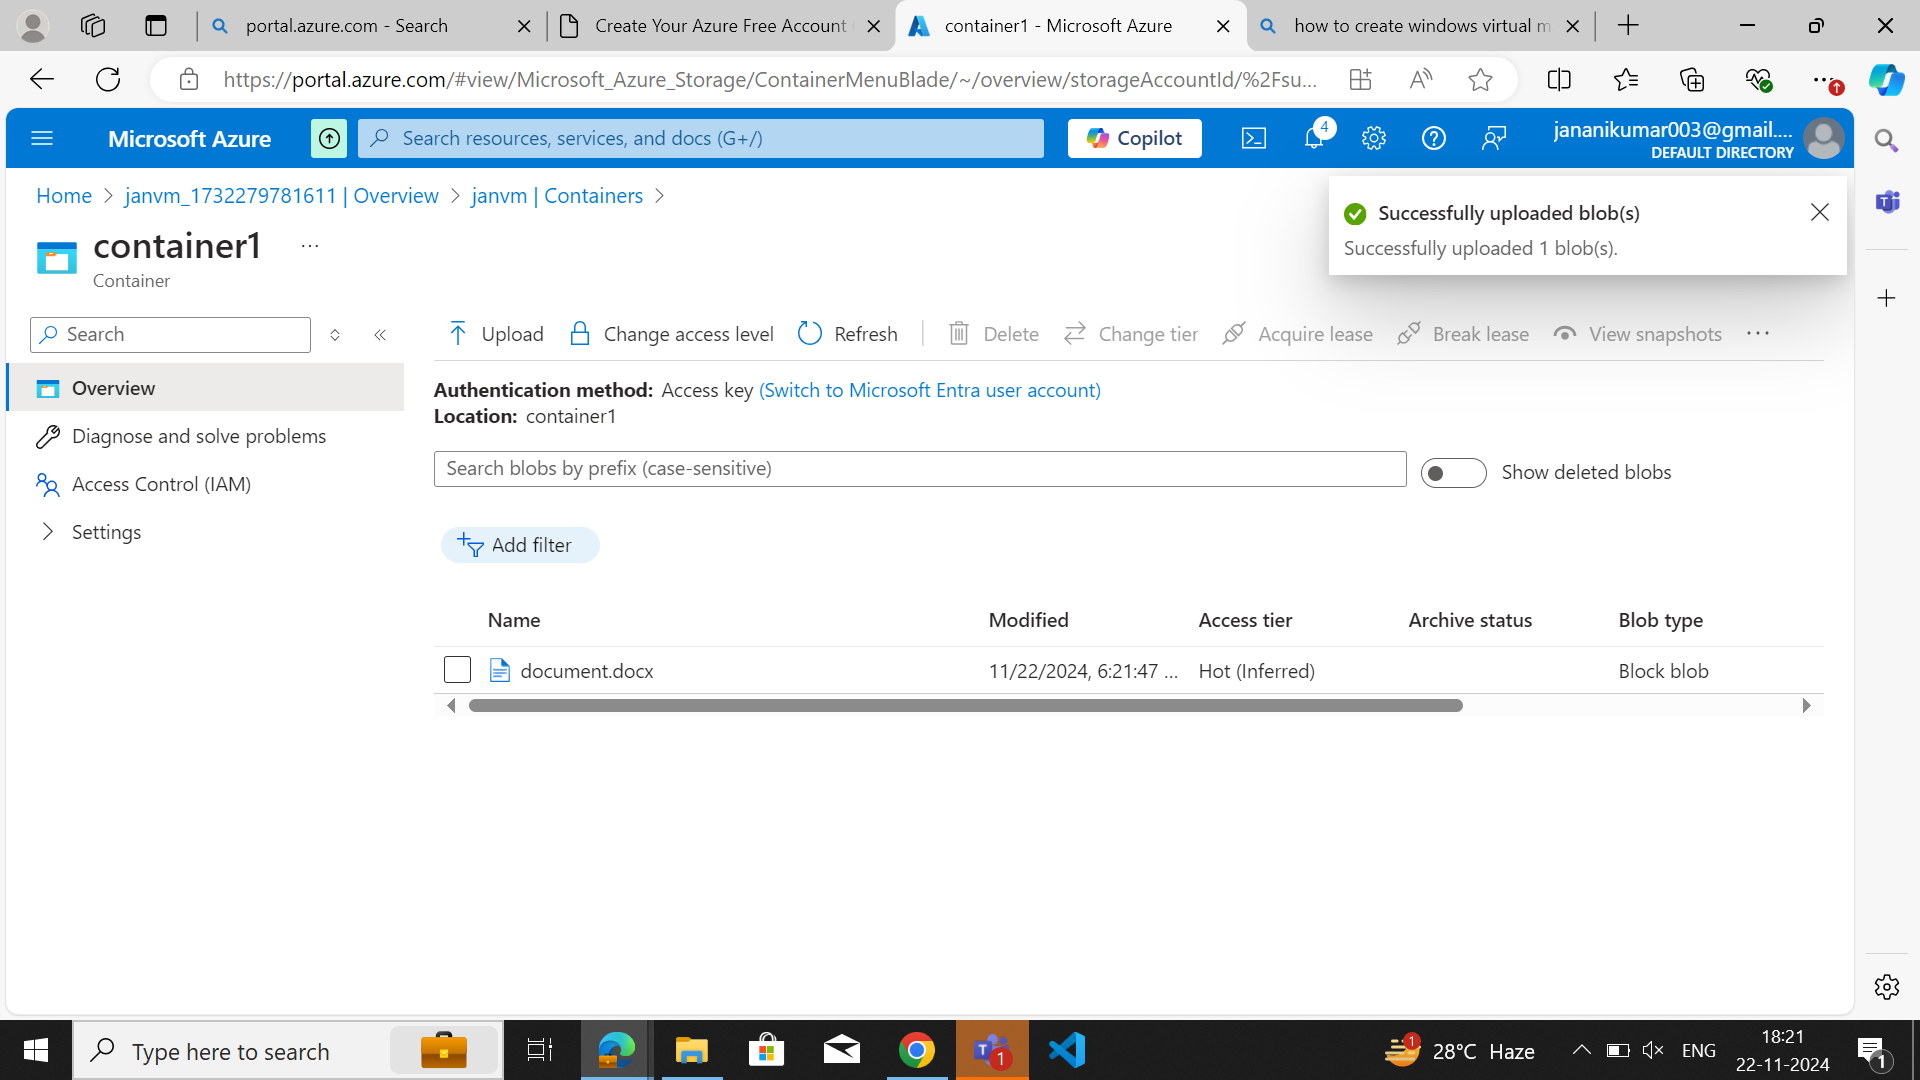 portal.azure.com - Search
Create Your Azure Free Account
container1 - Microsoft Azure
how to create windows virtual m
https://portal.azure.com/#view/Microsoft_Azure_Storage/ContainerMenuBlade/~/overview/storageAccountId/%2Fsu...
Microsoft Azure
Search resources, services, and docs (G+/)
Copilot
4
jananikumar003@gmail....
DEFAULT DIRECTORY
Home > janvm_1732279781611 | Overview > janvm | Containers >
container1 ...
Container
Successfully uploaded blob(s)
Successfully uploaded 1 blob(s).
Search
Overview
Diagnose and solve problems
Access Control (IAM)
Settings
Upload Change access level Refresh Delete Change tier Acquire lease Break lease View snapshots ...
Authentication method: Access key (Switch to Microsoft Entra user account)
Location: container1
Search blobs by prefix (case-sensitive)
Show deleted blobs
Add filter
Name Modified Access tier Archive status Blob type
document.docx 11/22/2024, 6:21:47 ... Hot (Inferred) Block blob
Type here to search
1
1
28°C Haze
ENG
18:21
22-11-2024
1